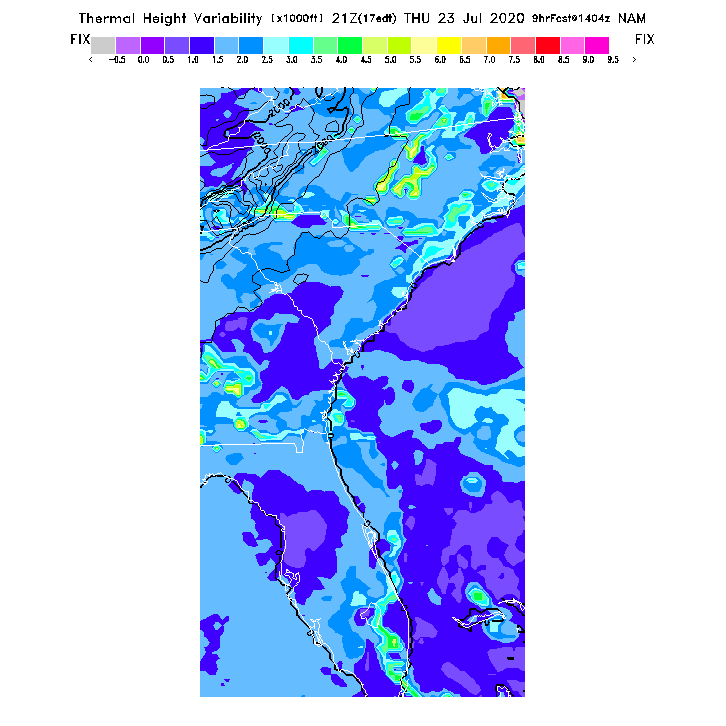 Thermal Height Variability [x1000ft] 21Z(17edt) THU 23 Jul 2020 9hrFcst@1404z NAM
FIX FIX
< -0.5 0.0 0.5 1.0 1.5 2.0 2.5 3.0 3.5 4.0 4.5 5.0 5.5 6.0 6.5 7.0 7.5 8.0 8.5 9.0 9.5 >
2000